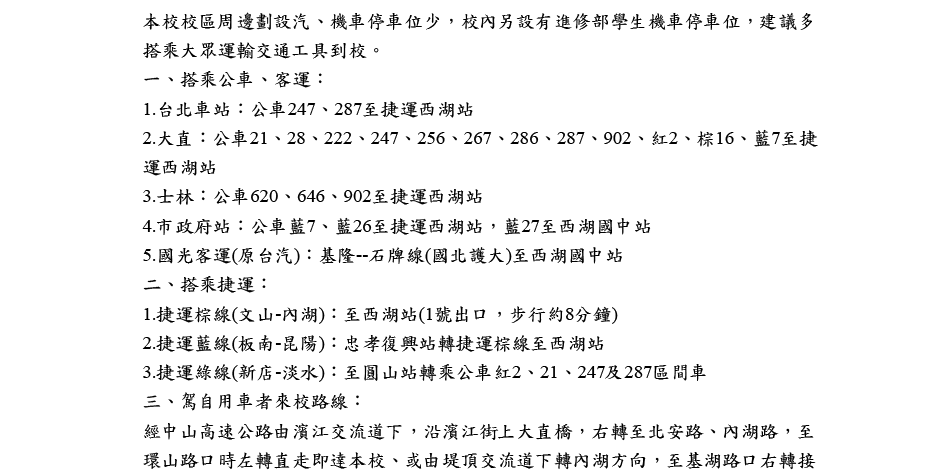 本校校區周邊劃設汽、機車停車位少，校內另設有進修部學生機車停車位，建議多
搭乘大眾運輸交通工具到校。
一、搭乘公車、客運：
1.台北車站：公車247、287至捷運西湖站
2.大直：公車21、28、222、247、256、267、286、287、902、紅2、棕16、藍7至捷
運西湖站
3.士林：公車620、646、902至捷運西湖站
4.市政府站：公車藍7、藍26至捷運西湖站，藍27至西湖國中站
5.國光客運(原台汽)：基隆--石牌線(國北護大)至西湖國中站
二、搭乘捷運：
1.捷運棕線(文山-內湖)：至西湖站(1號出口，步行約8分鐘)
2.捷運藍線(板南-昆陽)：忠孝復興站轉捷運棕線至西湖站
3.捷運綠線(新店-淡水)：至圓山站轉乘公車紅2、21、247及287區間車
三、駕自用車者來校路線：
經中山高速公路由濱江交流道下，沿濱江街上大直橋，右轉至北安路、內湖路，至
環山路口時左轉直走即達本校、或由堤頂交流道下轉內湖方向，至基湖路口右轉接